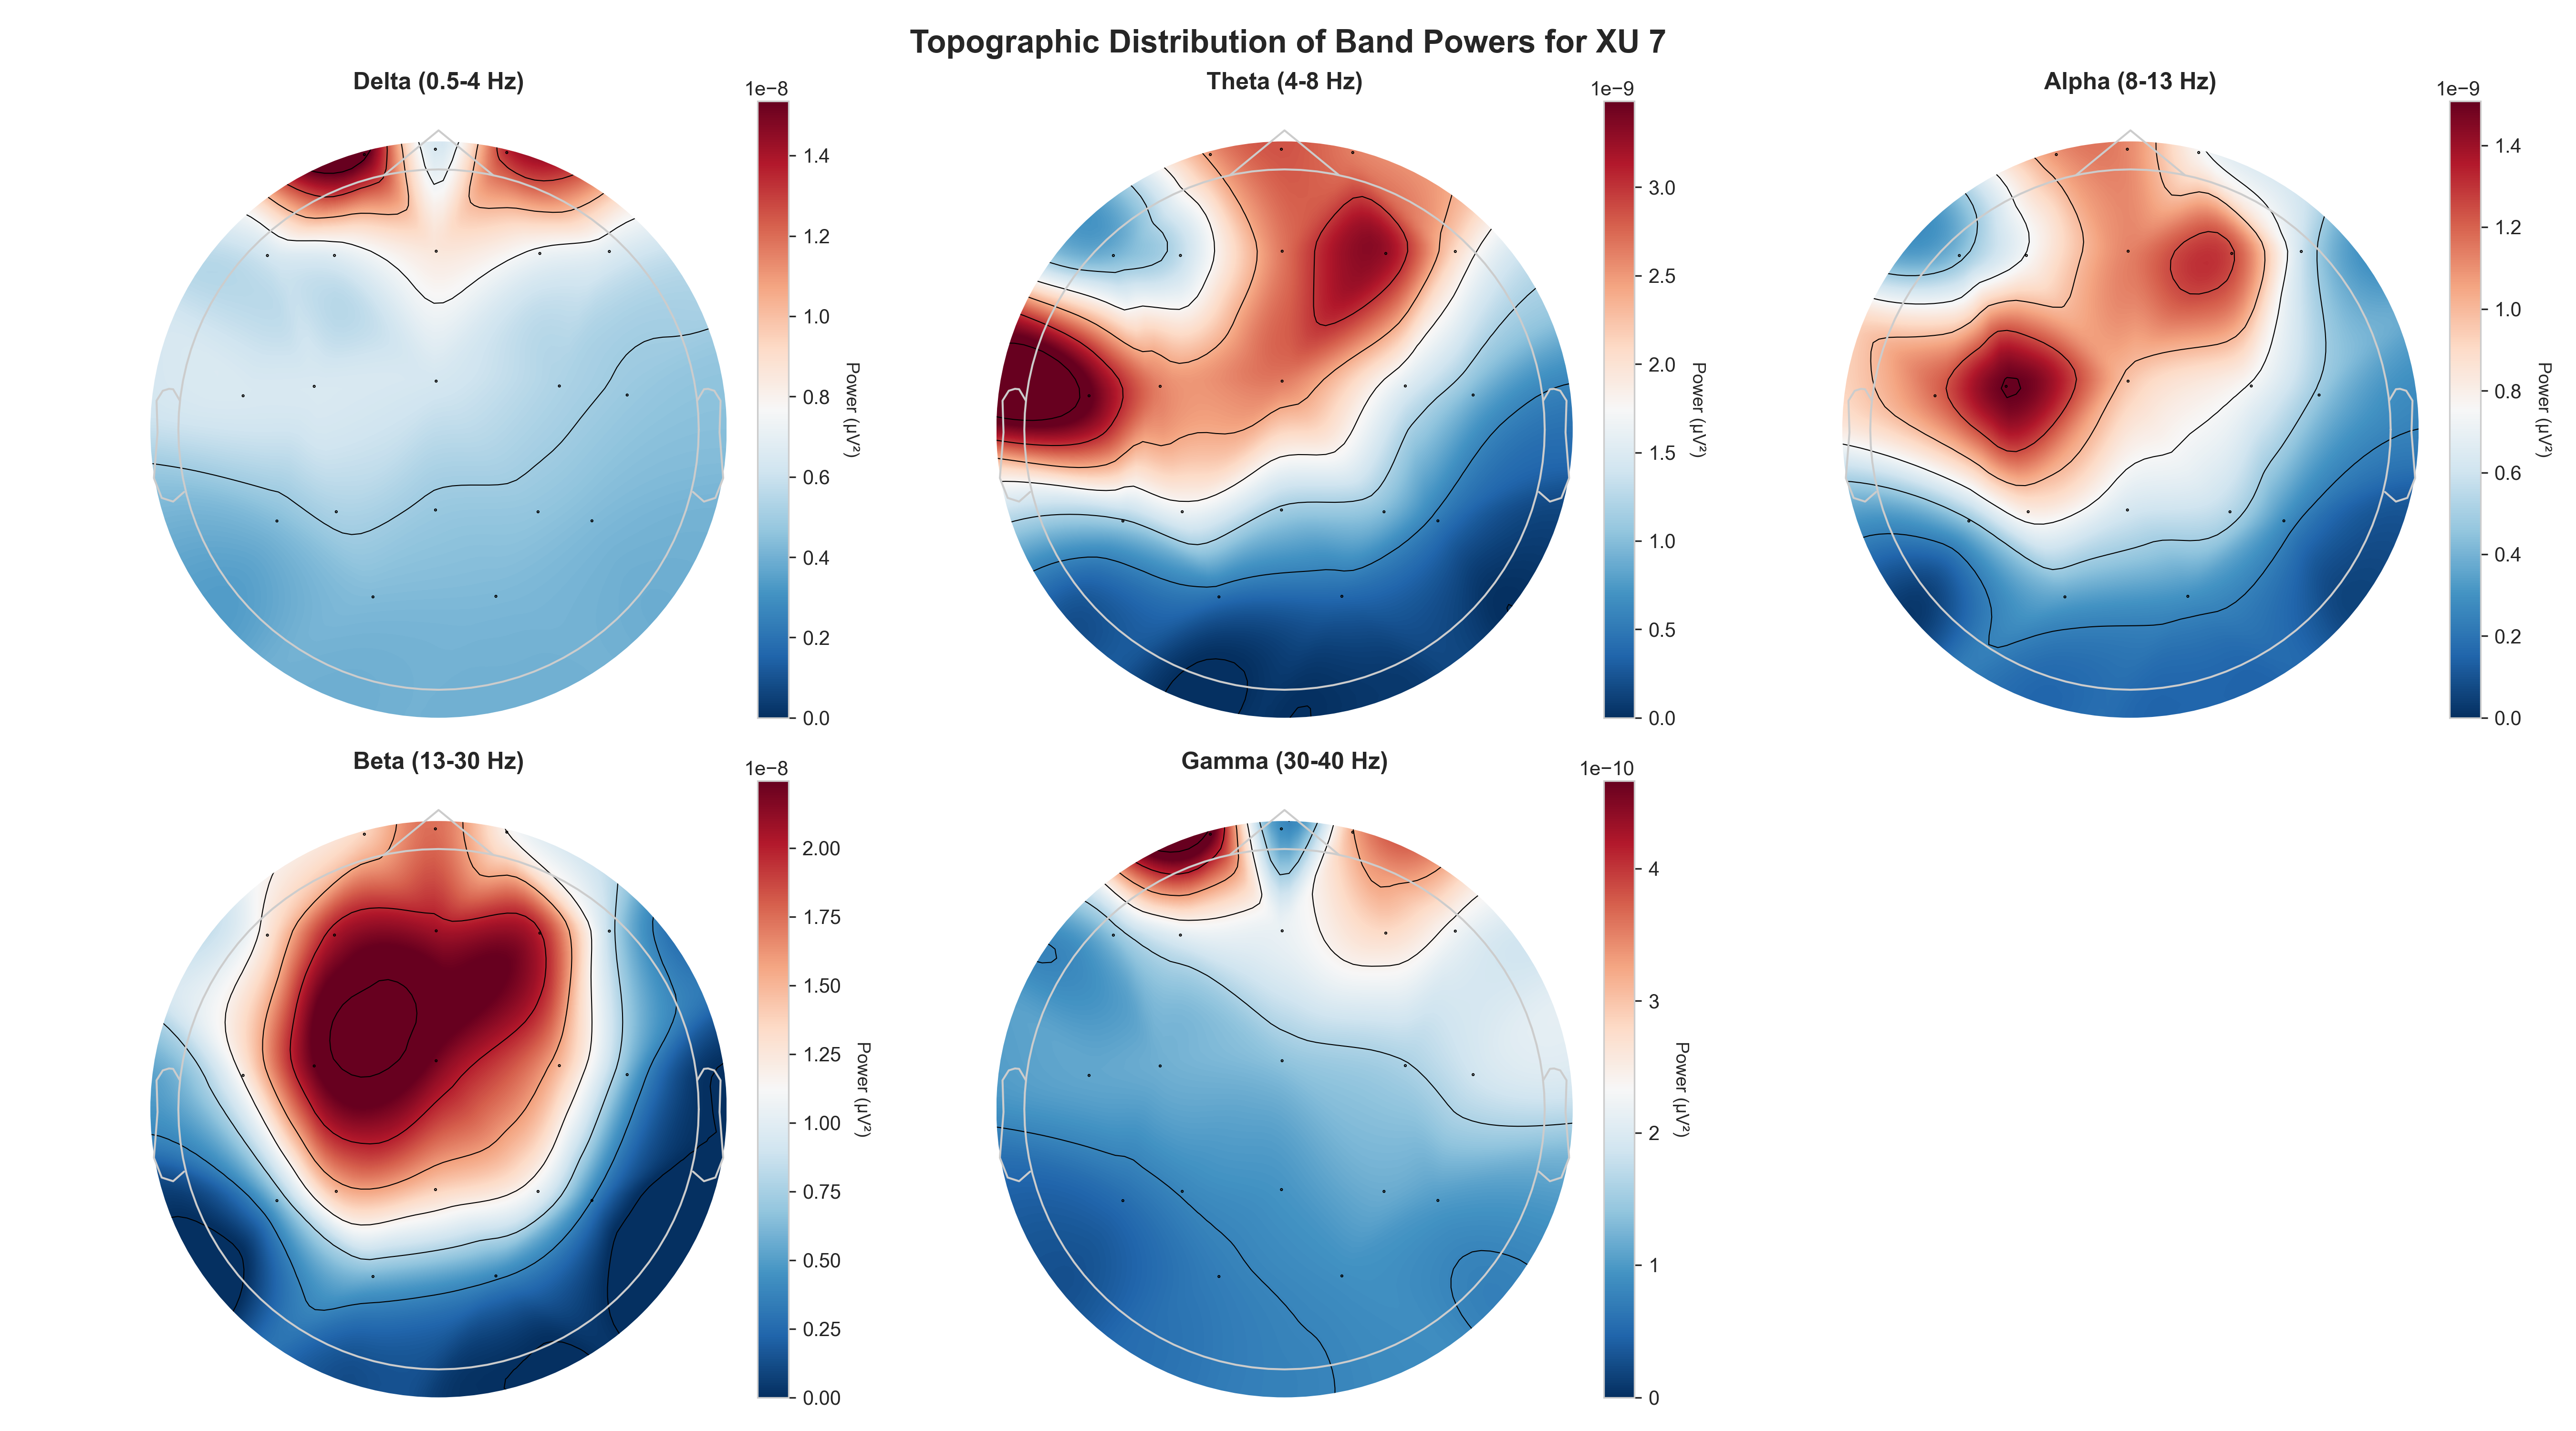 Topographic Distribution of Band Powers for XU 7
Delta (0.5-4 Hz)
1e−8
1.4
1.2
1.0
0.8
0.6
0.4
0.2
0.0
Power (µV²)
Theta (4-8 Hz)
1e−9
3.0
2.5
2.0
1.5
1.0
0.5
0.0
Power (µV²)
Alpha (8-13 Hz)
1e−9
1.4
1.2
1.0
0.8
0.6
0.4
0.2
0.0
Power (µV²)
Beta (13-30 Hz)
1e−8
2.00
1.75
1.50
1.25
1.00
0.75
0.50
0.25
0.00
Power (µV²)
Gamma (30-40 Hz)
1e−10
4
3
2
1
0
Power (µV²)